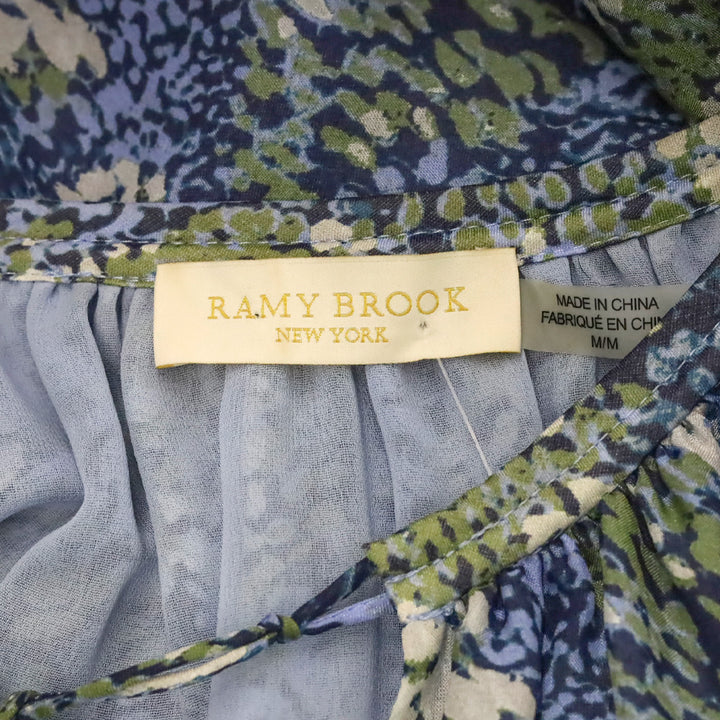 RAMY BROOK
NEW YORK
MADE IN CHINA
FABRIQUÉ EN CHIN
M/M